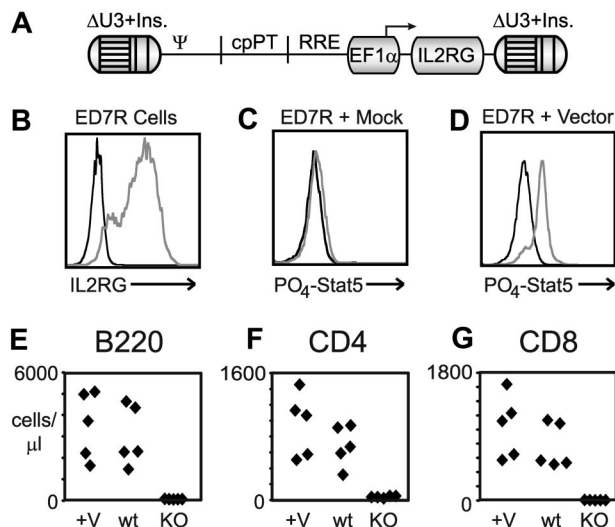 A
ΔU3+Ins.
Ψ
cpPT
RRE
EF1α
IL2RG
ΔU3+Ins.
B
ED7R Cells
IL2RG
C
ED7R + Mock
PO4-Stat5
D
ED7R + Vector
PO4-Stat5
E
B220
6000
cells/
µl
0
+V wt KO
F
CD4
1600
0
+V wt KO
G
CD8
1800
0
+V wt KO